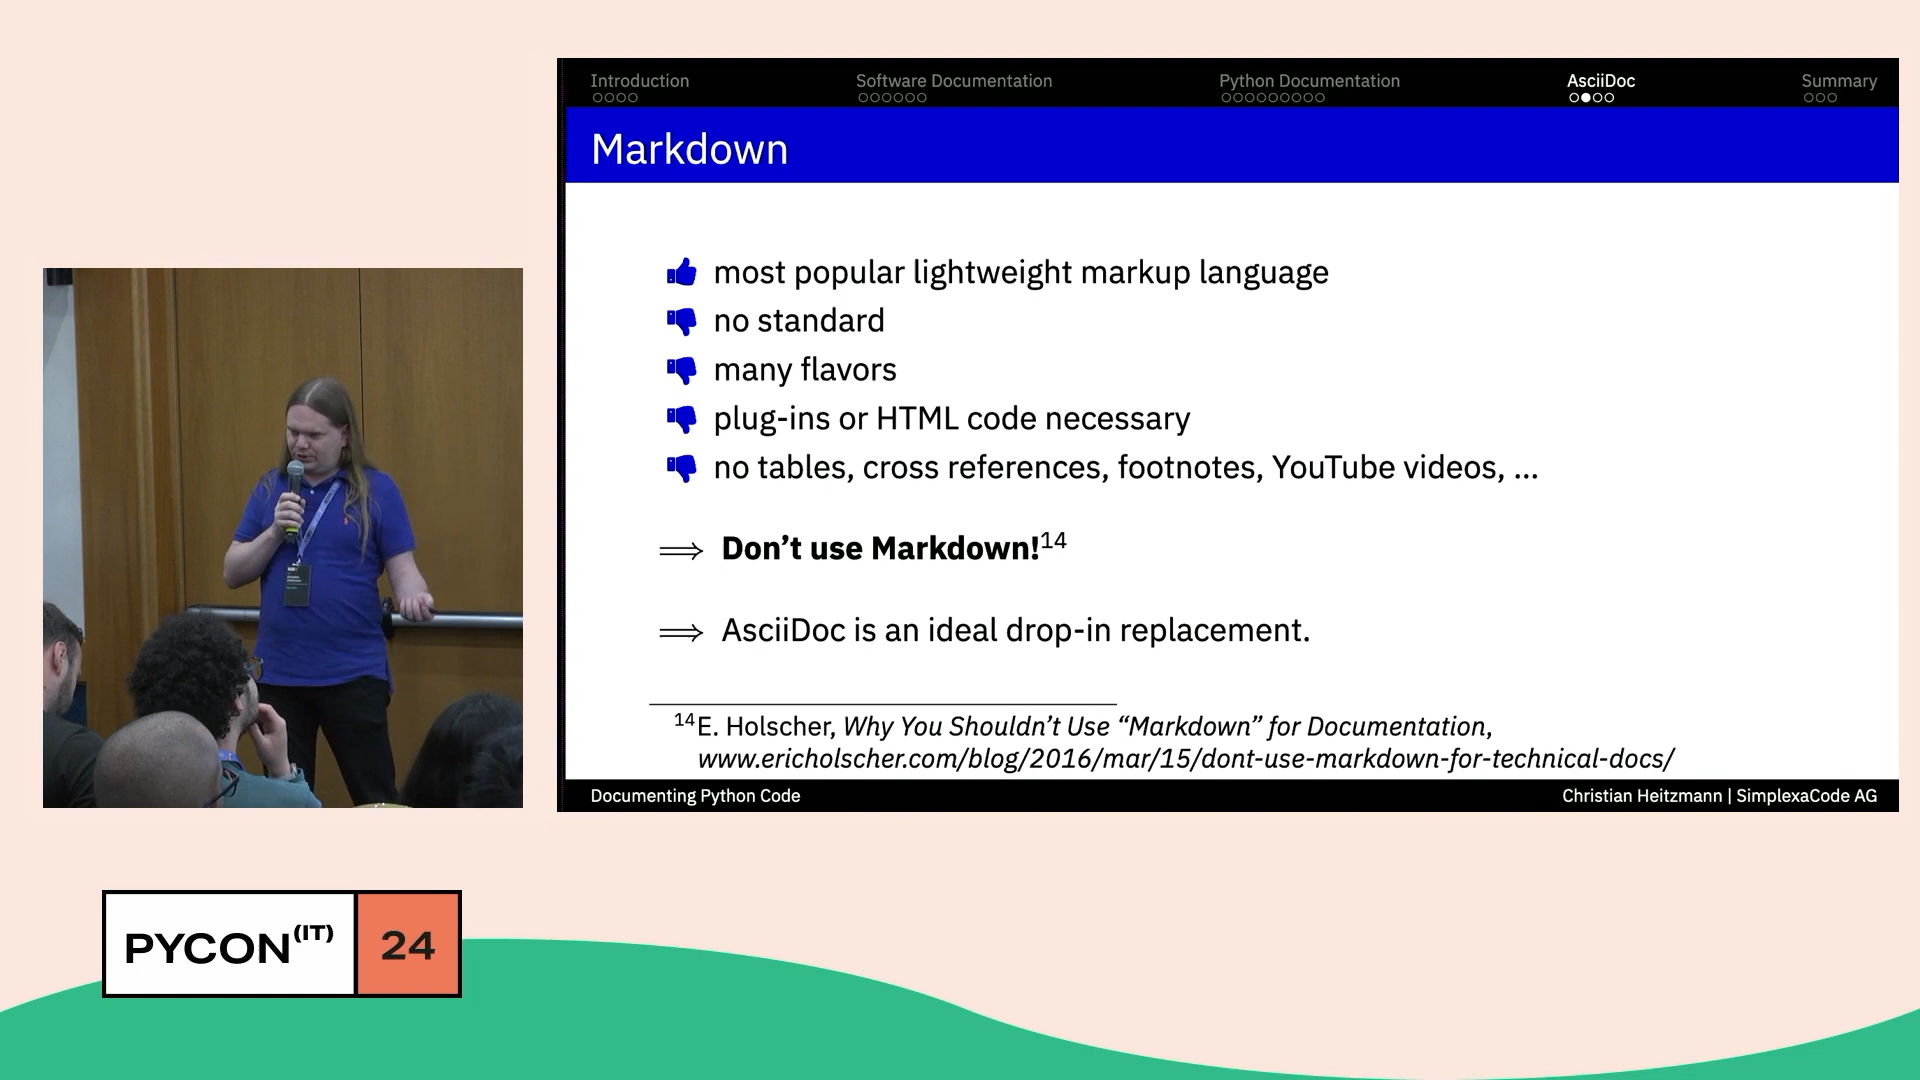 Introduction
Software Documentation
Python Documentation
AsciiDoc
Summary
Markdown
most popular lightweight markup language
no standard
many flavors
plug-ins or HTML code necessary
no tables, cross references, footnotes, YouTube videos, ...
⟹ Don't use Markdown!14
⟹ AsciiDoc is an ideal drop-in replacement.
14E. Holscher, Why You Shouldn't Use “Markdown” for Documentation,
www.ericholscher.com/blog/2016/mar/15/dont-use-markdown-for-technical-docs/
Documenting Python Code
Christian Heitzmann | SimplexaCode AG
PYCON(IT) 24